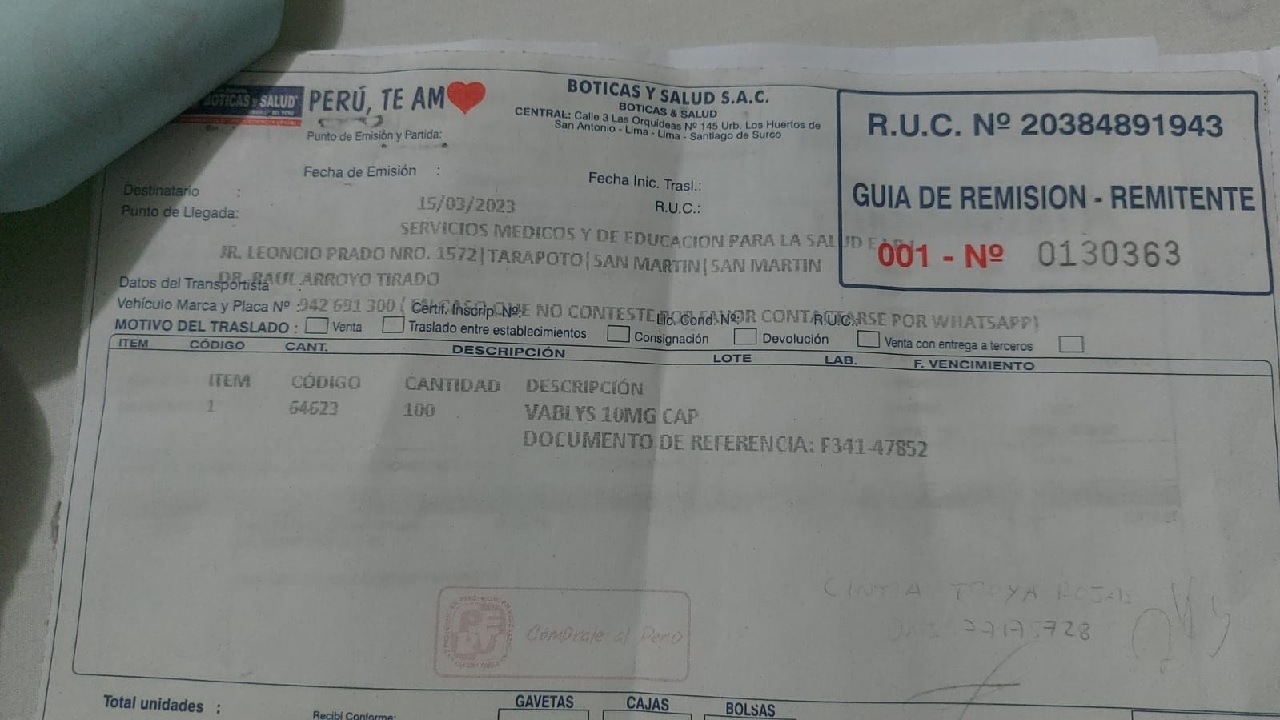 BOTICAS Y SALUD
PERÚ, TE AM
BOTICAS Y SALUD S.A.C.
BOTICAS & SALUD
CENTRAL: Calle 3 Las Orquídeas Nº 145 Urb. Los Huertos de
San Antonio - Lima - Lima - Santiago de Surco
R.U.C. Nº 20384891943
GUIA DE REMISION - REMITENTE
001 - Nº 0130363
Punto de Emisión y Partida:
Fecha de Emisión :
Fecha Inic. Trasl.:
Destinatario :
15/03/2023
R.U.C.:
Punto de Llegada:
SERVICIOS MEDICOS Y DE EDUCACION PARA LA SALUD
JR. LEONCIO PRADO NRO. 1572|TARAPOTO|SAN MARTIN|SAN MARTIN
Datos del Transportista
DR. RAUL ARROYO TIRADO
Vehículo Marca y Placa Nº :
942 691 300 ( EN CASO QUE NO CONTESTE POR FAVOR CONTACTARSE POR WHATSAPP)
Certif. Inscrip. Nº:
Lic. Cond. Nº
R.U.C.
MOTIVO DEL TRASLADO : Venta Traslado entre establecimientos Consignación Devolución Venta con entrega a terceros
ITEM CÓDIGO CANT. DESCRIPCIÓN LOTE LAB. F. VENCIMIENTO
ITEM CÓDIGO CANTIDAD DESCRIPCIÓN
1 64623 100 VABLYS 10MG CAP
DOCUMENTO DE REFERENCIA: F341-47852
CINTIA TROYA ROJAS
Cómprale al Perú
Total unidades :
Recibí Conforme:
GAVETAS CAJAS BOLSAS